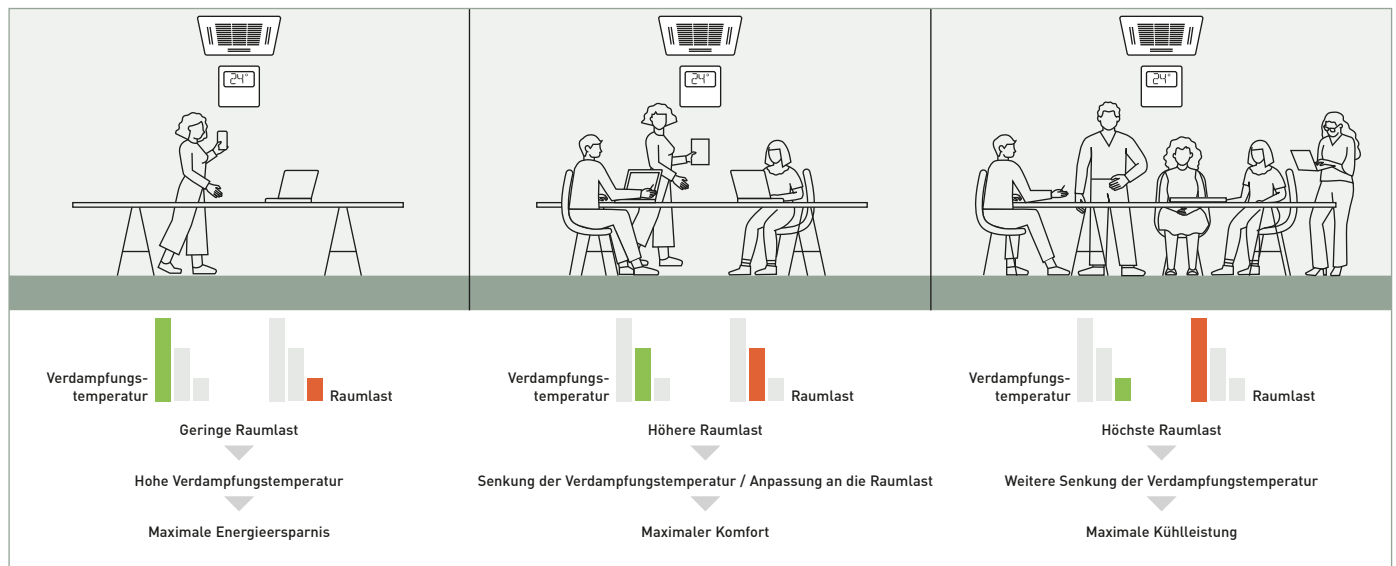 24°
24°
24°
Verdampfungs-
temperatur
Raumlast
Geringe Raumlast
Hohe Verdampfungstemperatur
Maximale Energieersparnis
Verdampfungs-
temperatur
Raumlast
Höhere Raumlast
Senkung der Verdampfungstemperatur / Anpassung an die Raumlast
Maximaler Komfort
Verdampfungs-
temperatur
Raumlast
Höchste Raumlast
Weitere Senkung der Verdampfungstemperatur
Maximale Kühlleistung